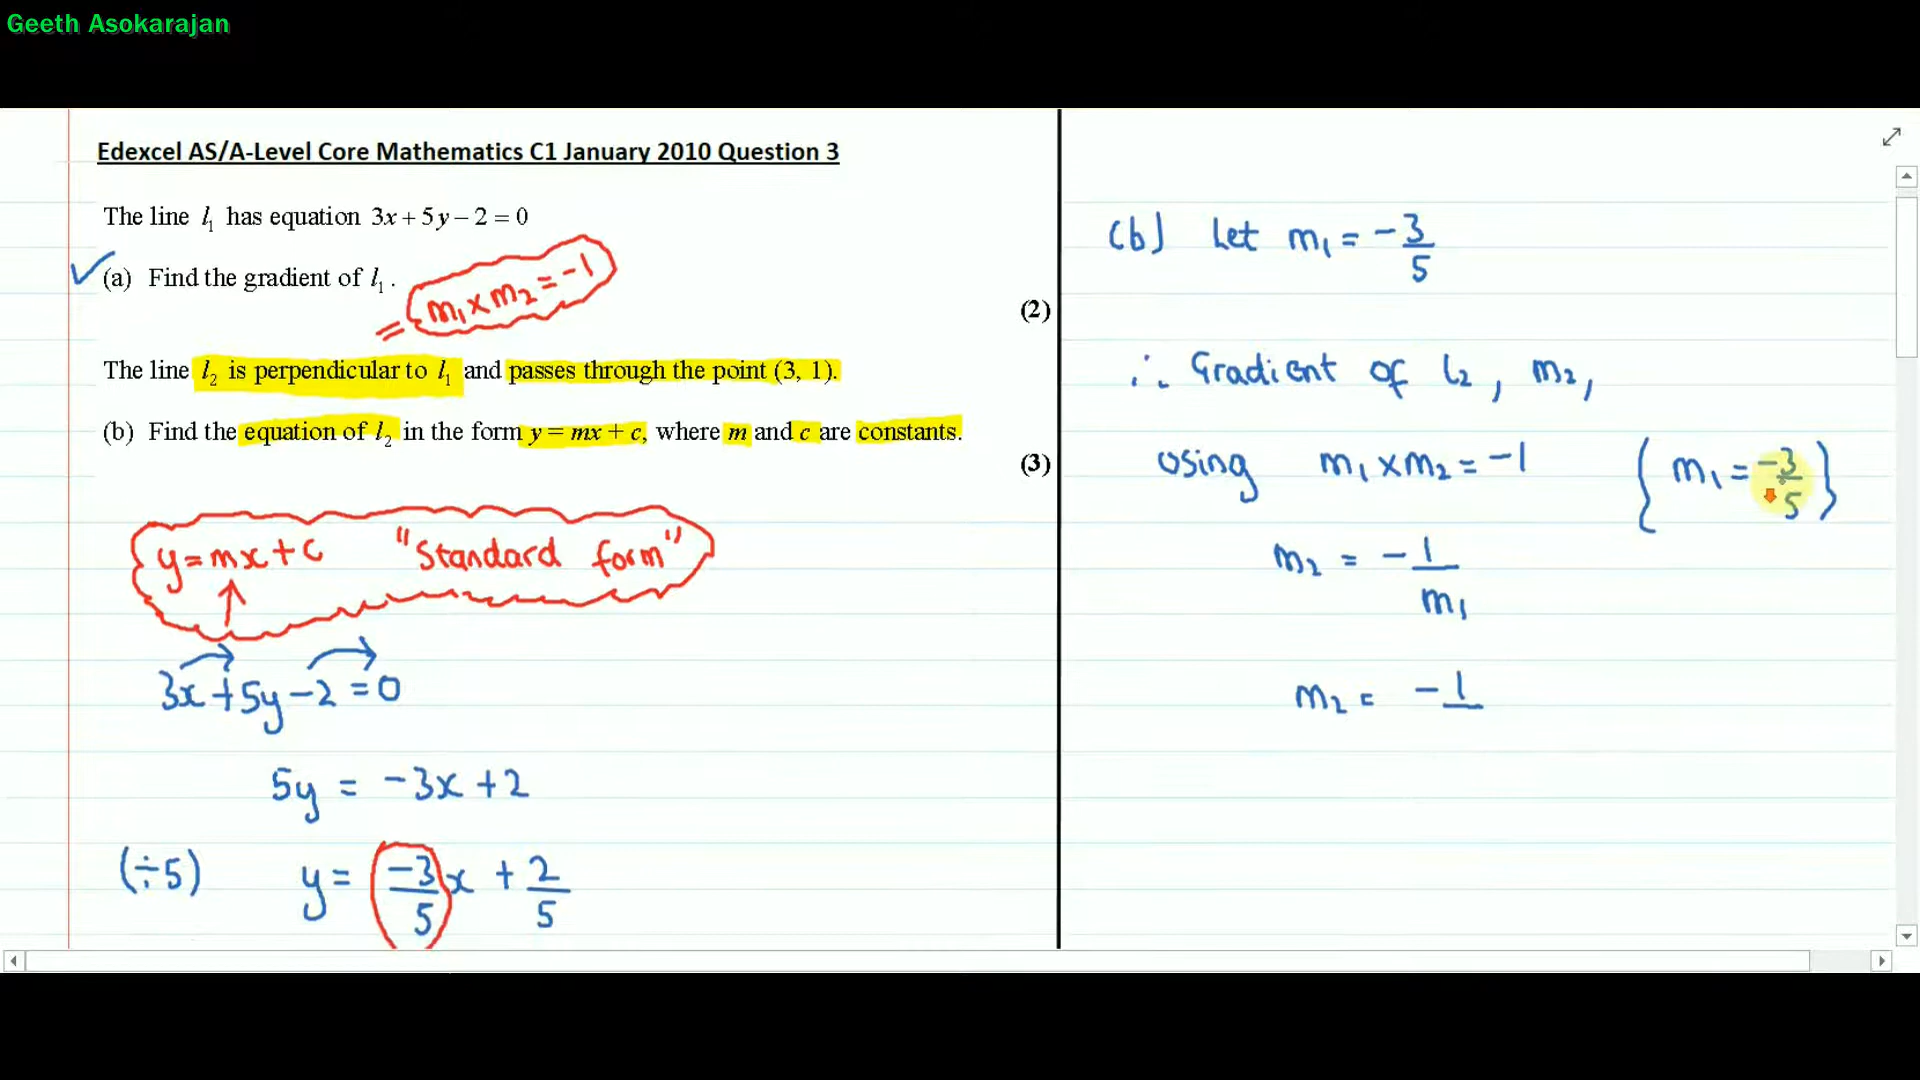 Geeth Asokarajan
Edexcel AS/A-Level Core Mathematics C1 January 2010 Question 3
The line l₁ has equation 3x + 5y − 2 = 0
(a) Find the gradient of l₁.
= m₁ x m₂ = -1
(2)
The line l₂ is perpendicular to l₁ and passes through the point (3, 1).
(b) Find the equation of l₂ in the form y = mx + c, where m and c are constants.
(3)
y = mx + c "Standard form"
3x + 5y - 2 = 0
5y = -3x + 2
(÷5) y = -3/5 x + 2/5
(b) Let m₁ = -3/5
∴ Gradient of l₂, m₂,
using m₁ x m₂ = -1 {m₁ = -3/5}
m₂ = -1/m₁
m₂ = -1